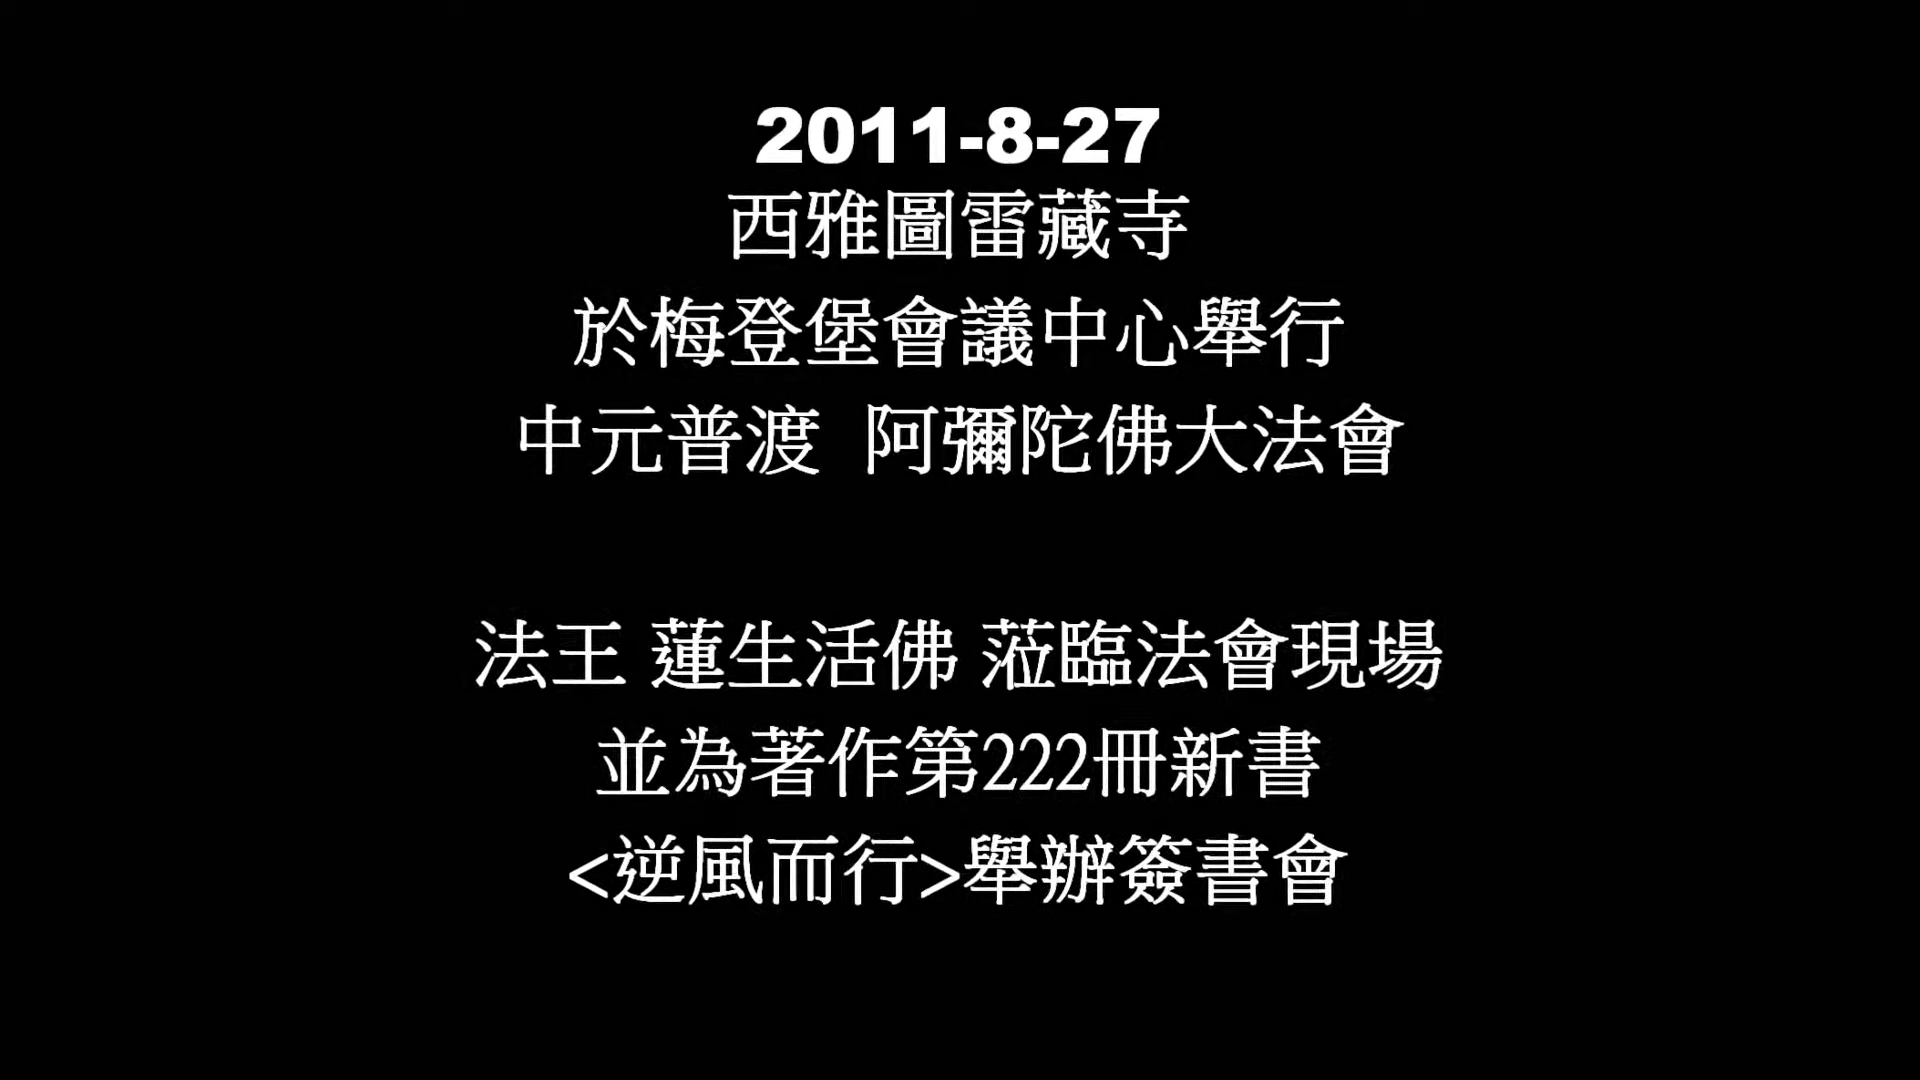 2011-8-27
西雅圖雷藏寺
於梅登堡會議中心舉行
中元普渡 阿彌陀佛大法會
法王 蓮生活佛 蒞臨法會現場
並為著作第222冊新書
<逆風而行>舉辦簽書會